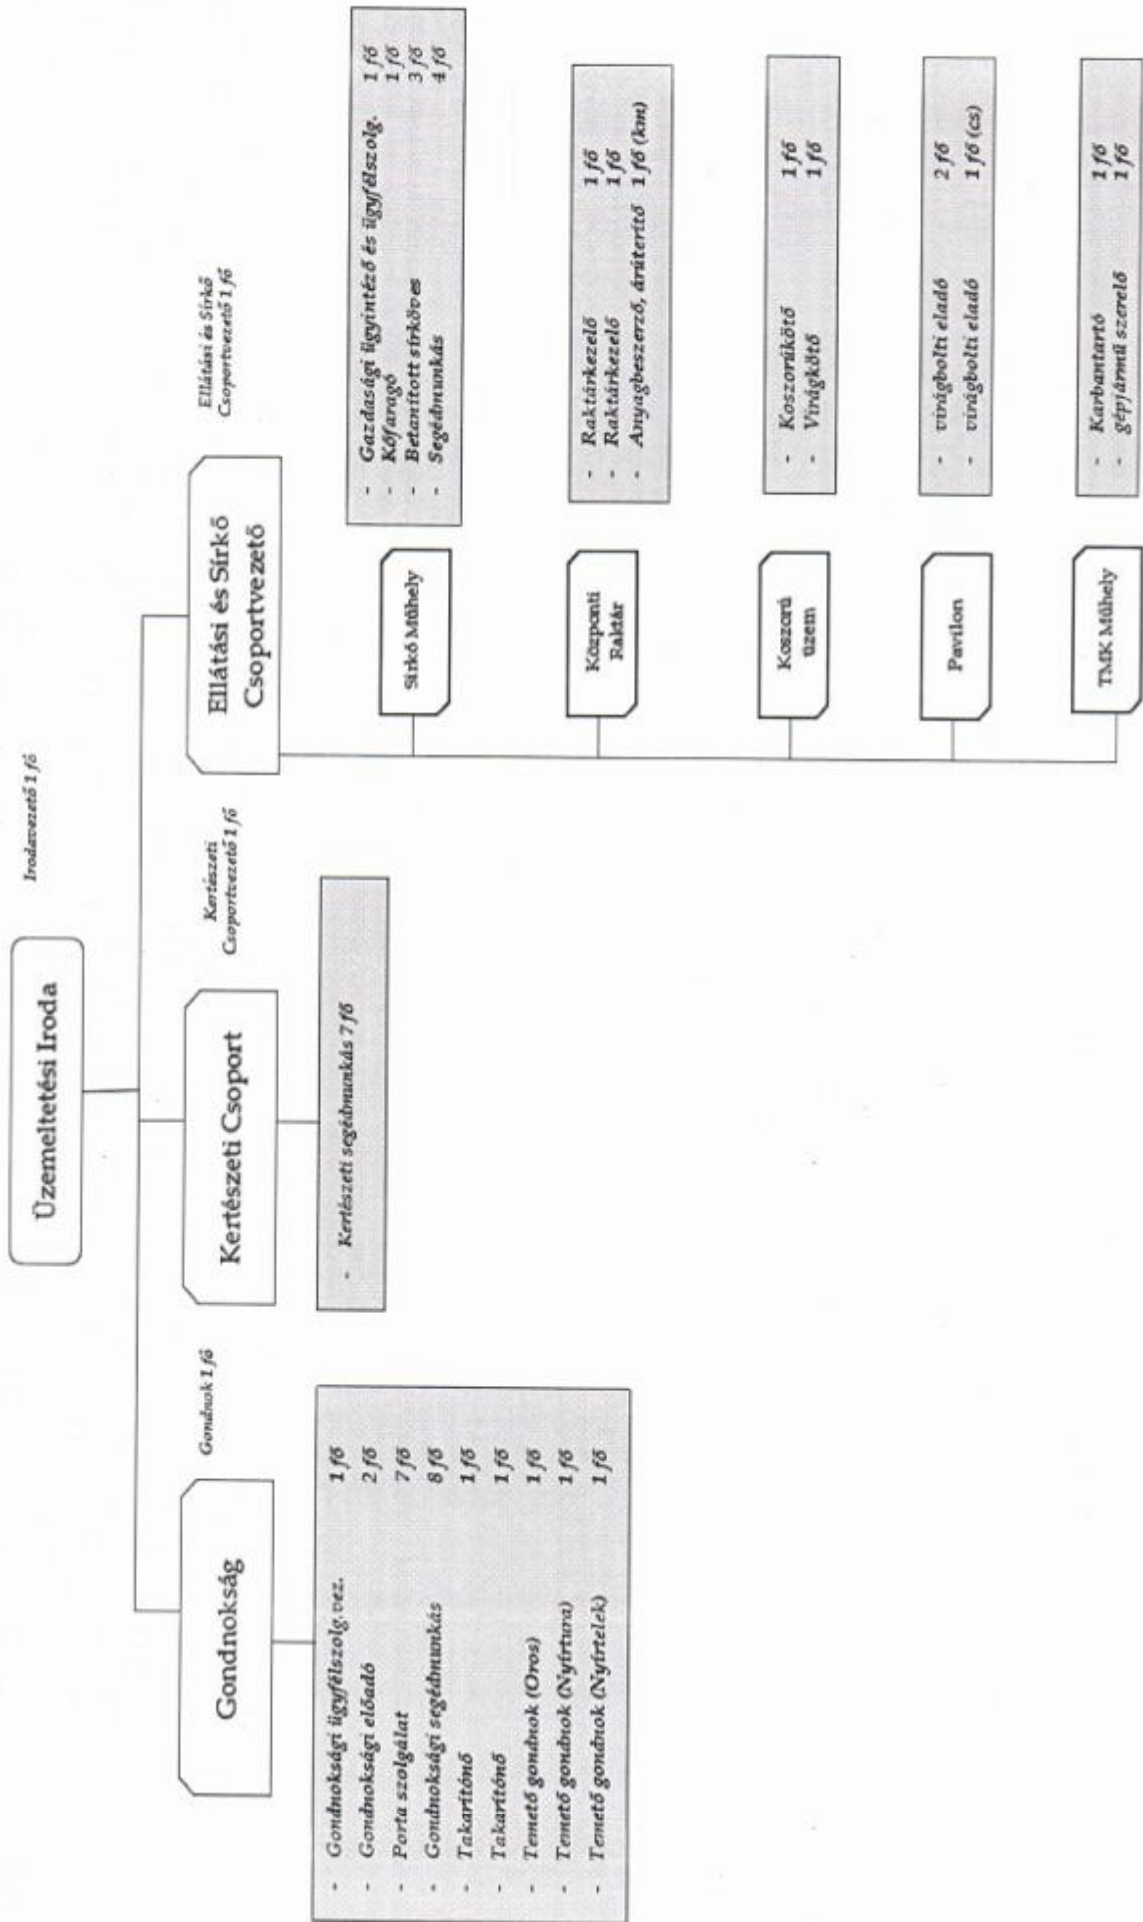 Üzemeltetési Iroda
Irodavezető 1 fő
Gondnokság
Gondnok 1 fő
- Gondnoksági ügyfélszolg.vez. 1 fő
- Gondnoksági előadó 2 fő
- Porta szolgálat 7 fő
- Gondnoksági segédmunkás 8 fő
- Takarítónő 1 fő
- Takarítónő 1 fő
- Temető gondnok (Oros) 1 fő
- Temető gondnok (Nyírtura) 1 fő
- Temető gondnok (Nyírtelek) 1 fő
Kertészeti Csoport
Kertészeti
Csoportvezető 1 fő
- Kertészeti segédmunkás 7 fő
Ellátási és Sírkő
Csoportvezető
Ellátási és Sírkő
Csoportvezető 1 fő
Sírkő Műhely
- Gazdasági ügyintéző és ügyfélszolg. 1 fő
- Kőfaragó 1 fő
- Betanított sírköves 3 fő
- Segédmunkás 4 fő
Központi
Raktár
- Raktárkezelő 1 fő
- Raktárkezelő 1 fő
- Anyagbeszerző, árúterítő 1 fő (km)
Koszorú
üzem
- Koszorúkötő 1 fő
- Virágkötő 1 fő
Pavilon
- virágbolti eladó 2 fő
- virágbolti eladó 1 fő (cs)
TMK Műhely
- Karbantartó 1 fő
- gépjármű szerelő 1 fő